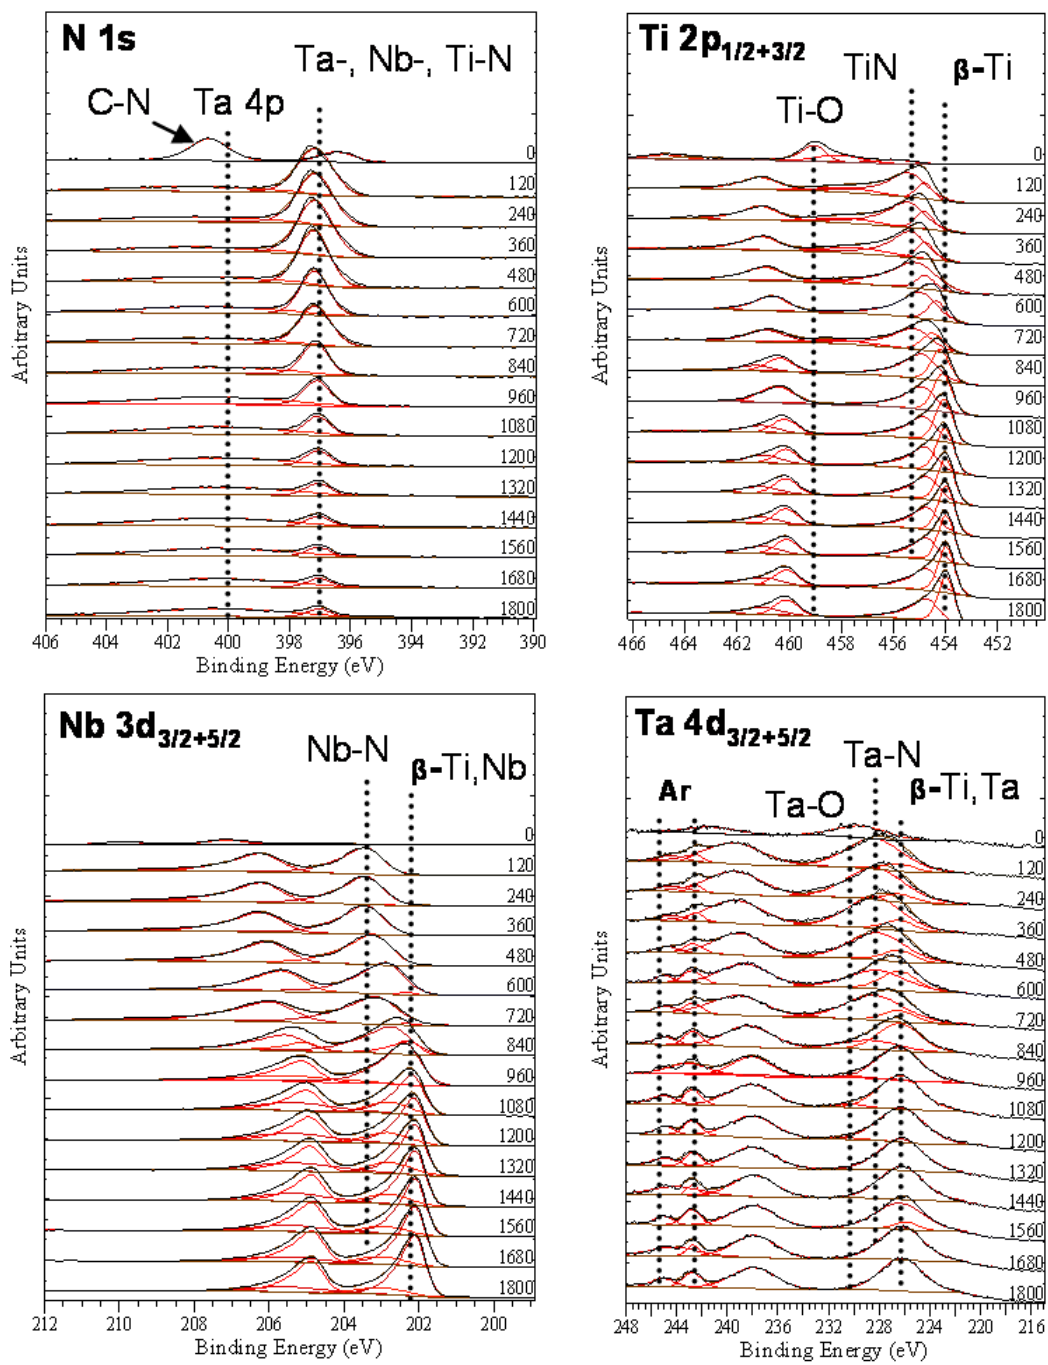 N 1s
Ta-, Nb-, Ti-N
C-N
Ta 4p
0
120
240
360
480
600
720
840
960
1080
1200
1320
1440
1560
1680
1800
Arbitrary Units
406 404 402 400 398 396 394 392 390
Binding Energy (eV)
Ti 2p1/2+3/2
TiN
β-Ti
Ti-O
0
120
240
360
480
600
720
840
960
1080
1200
1320
1440
1560
1680
1800
Arbitrary Units
466 464 462 460 458 456 454 452
Binding Energy (eV)
Nb 3d3/2+5/2
Nb-N
β-Ti,Nb
0
120
240
360
480
600
720
840
960
1080
1200
1320
1440
1560
1680
1800
Arbitrary Units
212 210 208 206 204 202 200
Binding Energy (eV)
Ta 4d3/2+5/2
Ta-N
Ar
Ta-O
β-Ti,Ta
0
120
240
360
480
600
720
840
960
1080
1200
1320
1440
1560
1680
1800
Arbitrary Units
248 244 240 236 232 228 224 220 216
Binding Energy (eV)